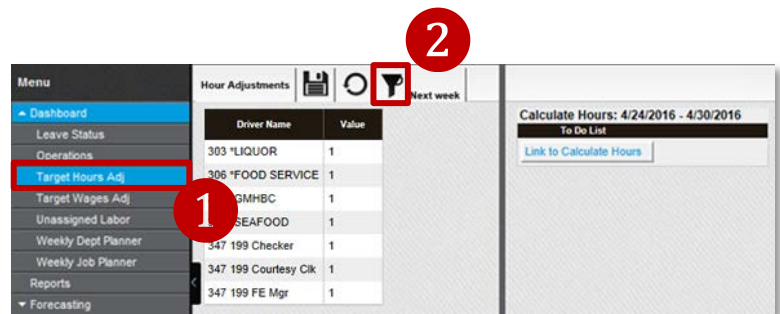 2
Menu
Hour Adjustments
Next week
Dashboard
Leave Status
Operations
Target Hours Adj
Target Wages Adj
Unassigned Labor
Weekly Dept Planner
Weekly Job Planner
Reports
Forecasting
1
Driver Name Value
303 *LIQUOR 1
306 *FOOD SERVICE 1
GMHBC 1
SEAFOOD 1
347 199 Checker 1
347 199 Courtesy Clk 1
347 199 FE Mgr 1
Calculate Hours: 4/24/2016 - 4/30/2016
To Do List
Link to Calculate Hours